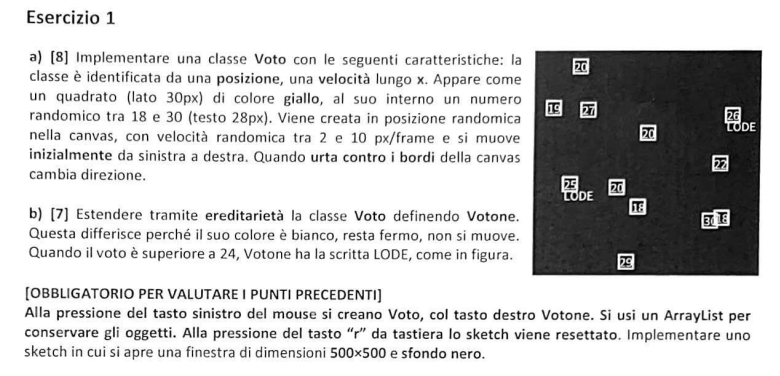 Esercizio 1
a) [8] Implementare una classe Voto con le seguenti caratteristiche: la
classe è identificata da una posizione, una velocità lungo x. Appare come
un quadrato (lato 30px) di colore giallo, al suo interno un numero
randomico tra 18 e 30 (testo 28px). Viene creata in posizione randomica
nella canvas, con velocità randomica tra 2 e 10 px/frame e si muove
inizialmente da sinistra a destra. Quando urta contro i bordi della canvas
cambia direzione.
b) [7] Estendere tramite ereditarietà la classe Voto definendo Votone.
Questa differisce perché il suo colore è bianco, resta fermo, non si muove.
Quando il voto è superiore a 24, Votone ha la scritta LODE, come in figura.
20
19
27
26
LODE
20
22
25
LODE
20
18
30
18
29
[OBBLIGATORIO PER VALUTARE I PUNTI PRECEDENTI]
Alla pressione del tasto sinistro del mouse si creano Voto, col tasto destro Votone. Si usi un ArrayList per
conservare gli oggetti. Alla pressione del tasto “r” da tastiera lo sketch viene resettato. Implementare uno
sketch in cui si apre una finestra di dimensioni 500×500 e sfondo nero.